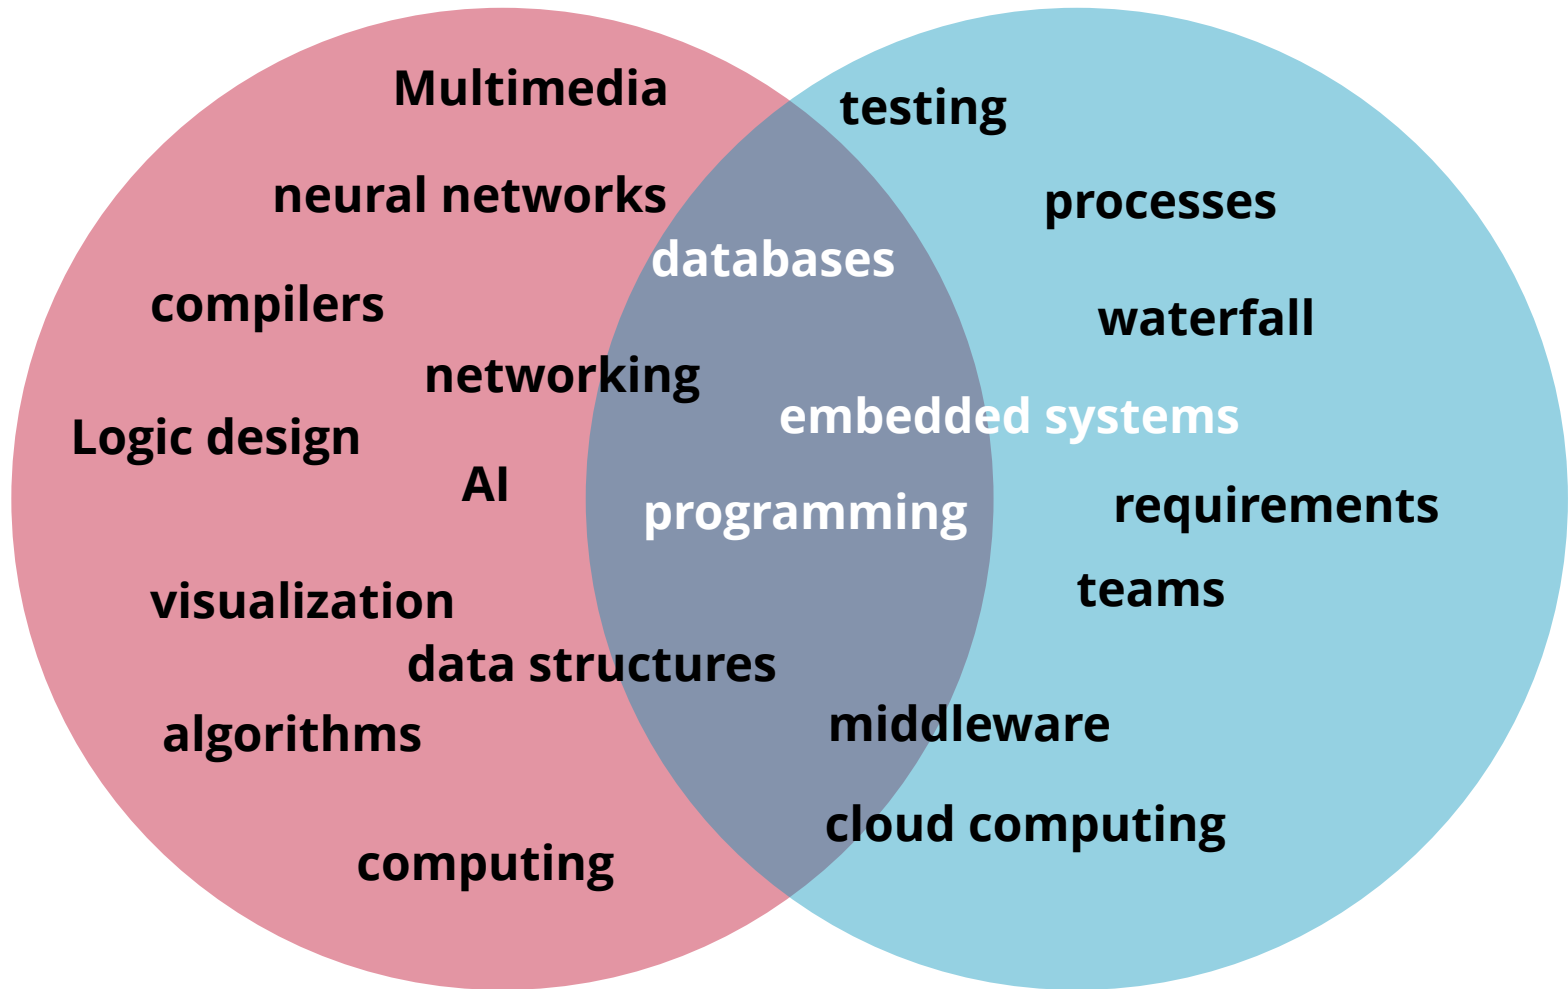 Multimedia
testing
neural networks
processes
databases
compilers
waterfall
networking
embedded systems
Logic design
AI
requirements
programming
teams
visualization
data structures
middleware
algorithms
cloud computing
computing